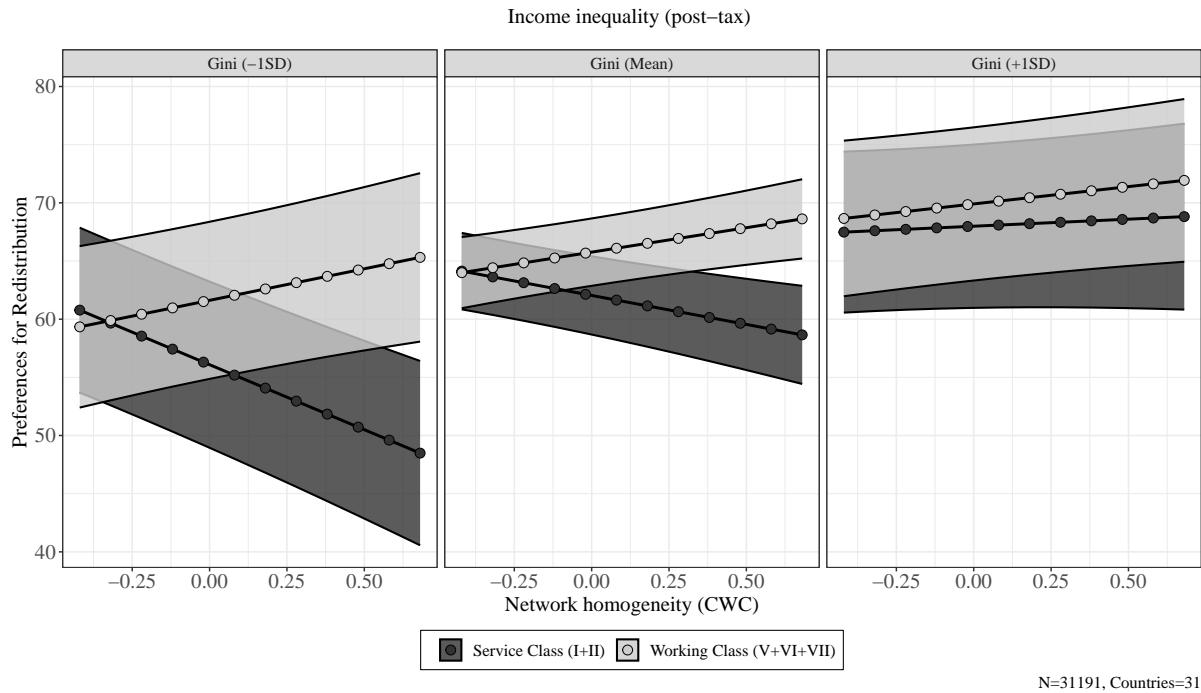 Income inequality (post−tax)
Gini (−1SD)
Gini (Mean)
Gini (+1SD)
Preferences for Redistribution
80
70
60
50
40
−0.25 0.00 0.25 0.50
−0.25 0.00 0.25 0.50
−0.25 0.00 0.25 0.50
Network homogeneity (CWC)
Service Class (I+II) Working Class (V+VI+VII)
N=31191, Countries=31